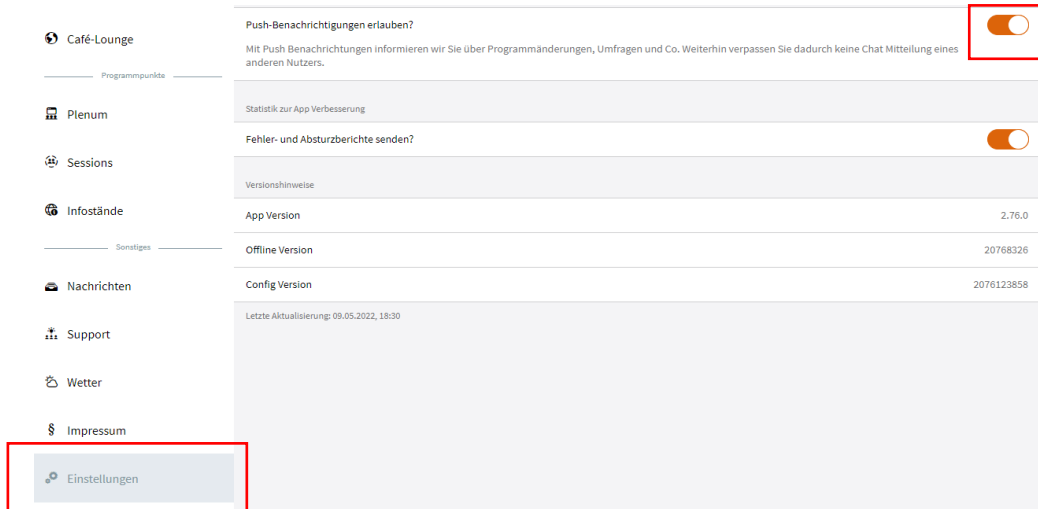 Café-Lounge
Programmpunkte
Plenum
Sessions
Infostände
Sonstiges
Nachrichten
Support
Wetter
§ Impressum
Einstellungen
Push-Benachrichtigungen erlauben?
Mit Push Benachrichtungen informieren wir Sie über Programmänderungen, Umfragen und Co. Weiterhin verpassen Sie dadurch keine Chat Mitteilung eines
anderen Nutzers.
Statistik zur App Verbesserung
Fehler- und Absturzberichte senden?
Versionshinweise
App Version 2.76.0
Offline Version 20768326
Config Version 2076123858
Letzte Aktualisierung: 09.05.2022, 18:30